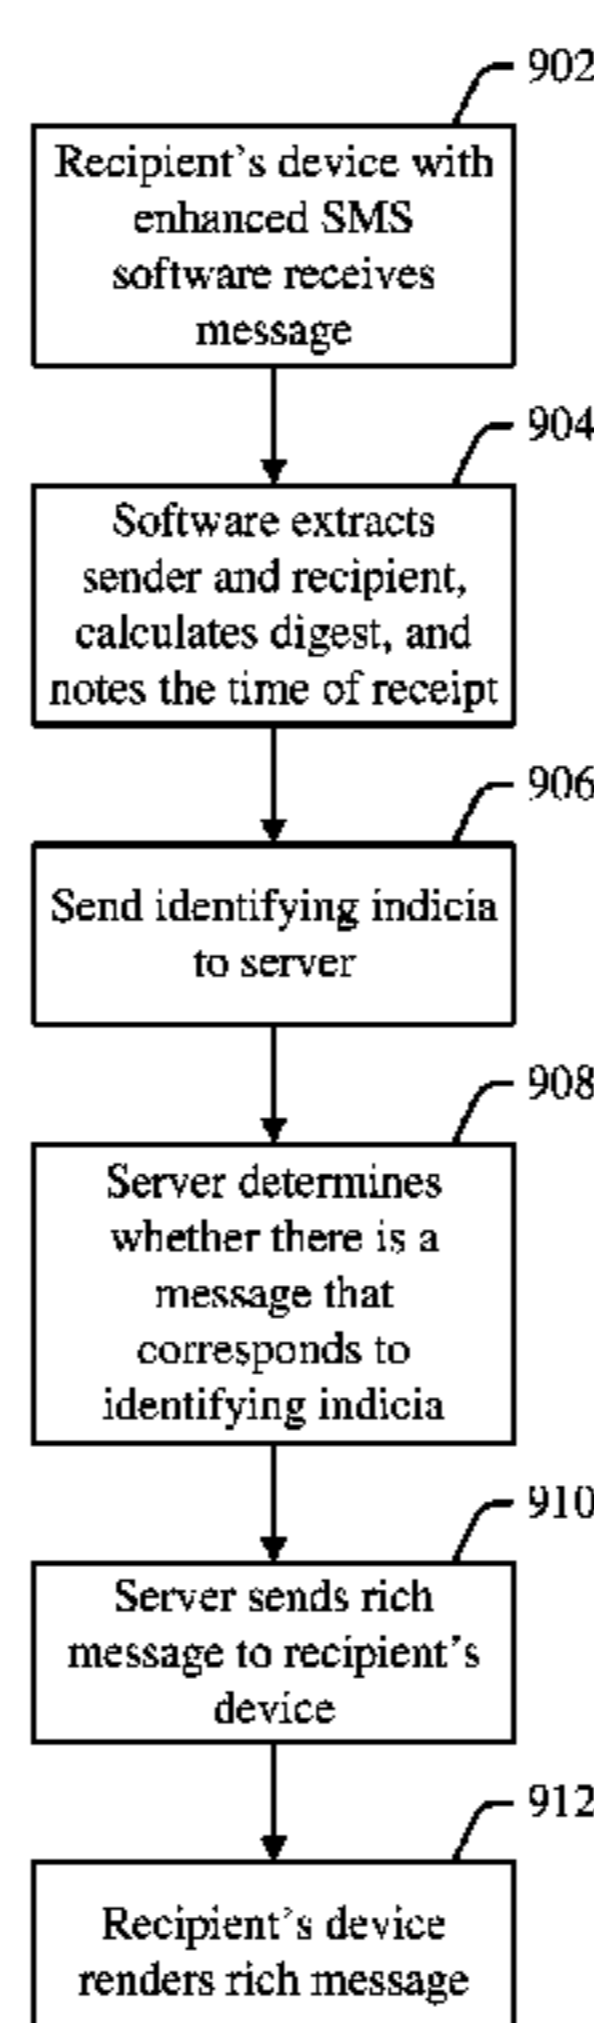 902
Recipient's device with
enhanced SMS
software receives
message
904
Software extracts
sender and recipient,
calculates digest, and
notes the time of receipt
906
Send identifying indicia
to server
908
Server determines
whether there is a
message that
corresponds to
identifying indicia
910
Server sends rich
message to recipient's
device
912
Recipient's device
renders rich message